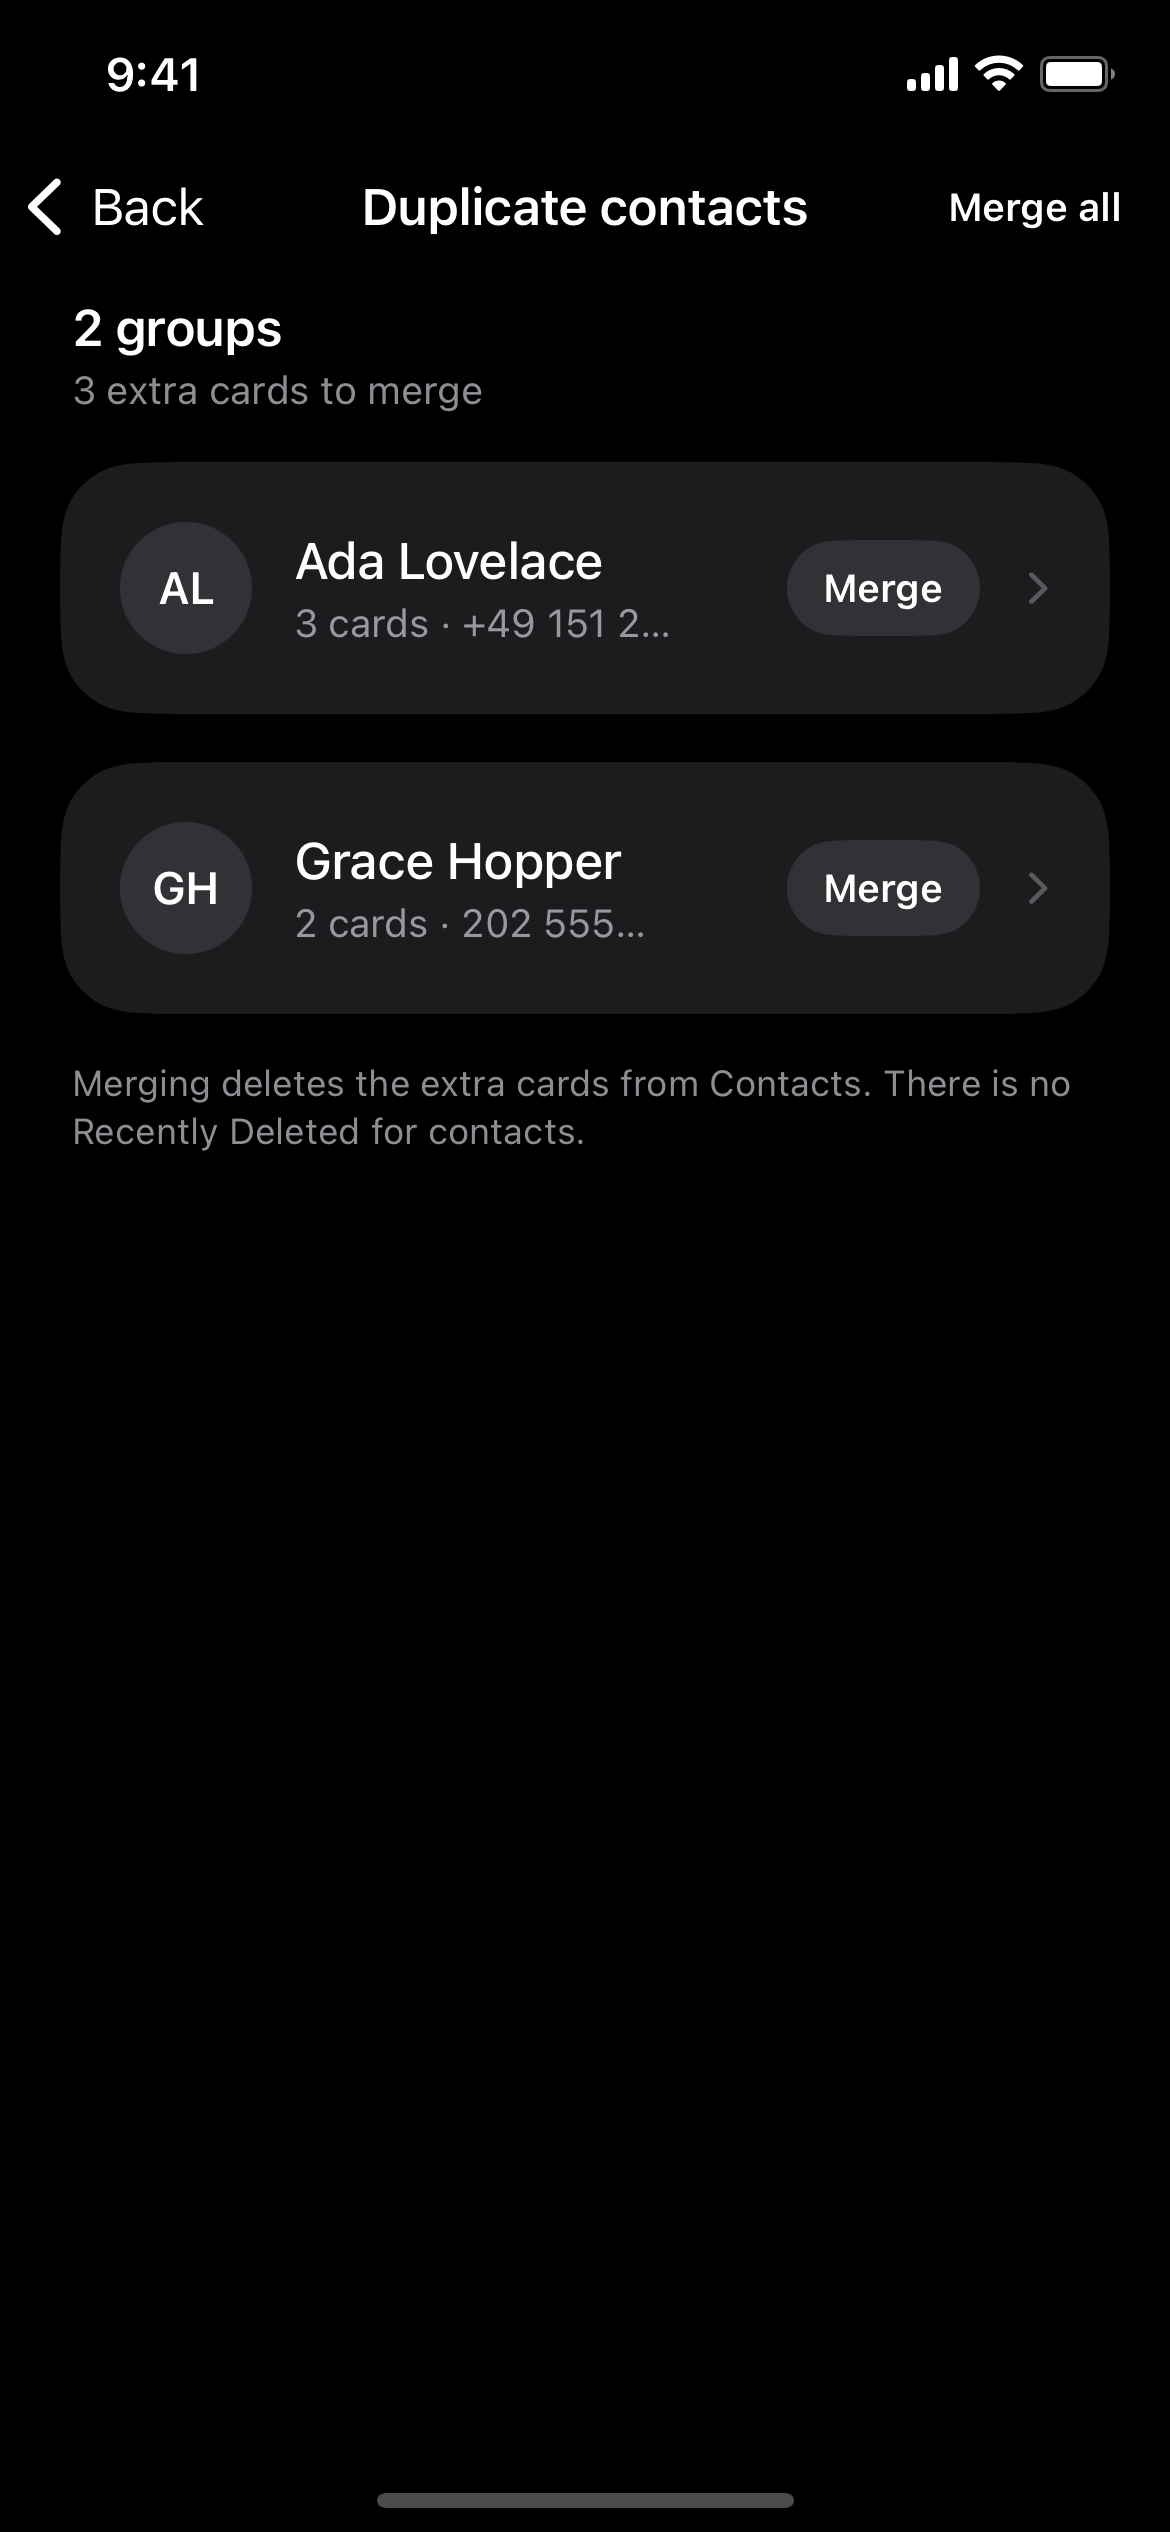 9:41
Back
Duplicate contacts
Merge all
2 groups
3 extra cards to merge
AL
Ada Lovelace
3 cards · +49 151 2...
Merge
GH
Grace Hopper
2 cards · 202 555...
Merge
Merging deletes the extra cards from Contacts. There is no
Recently Deleted for contacts.